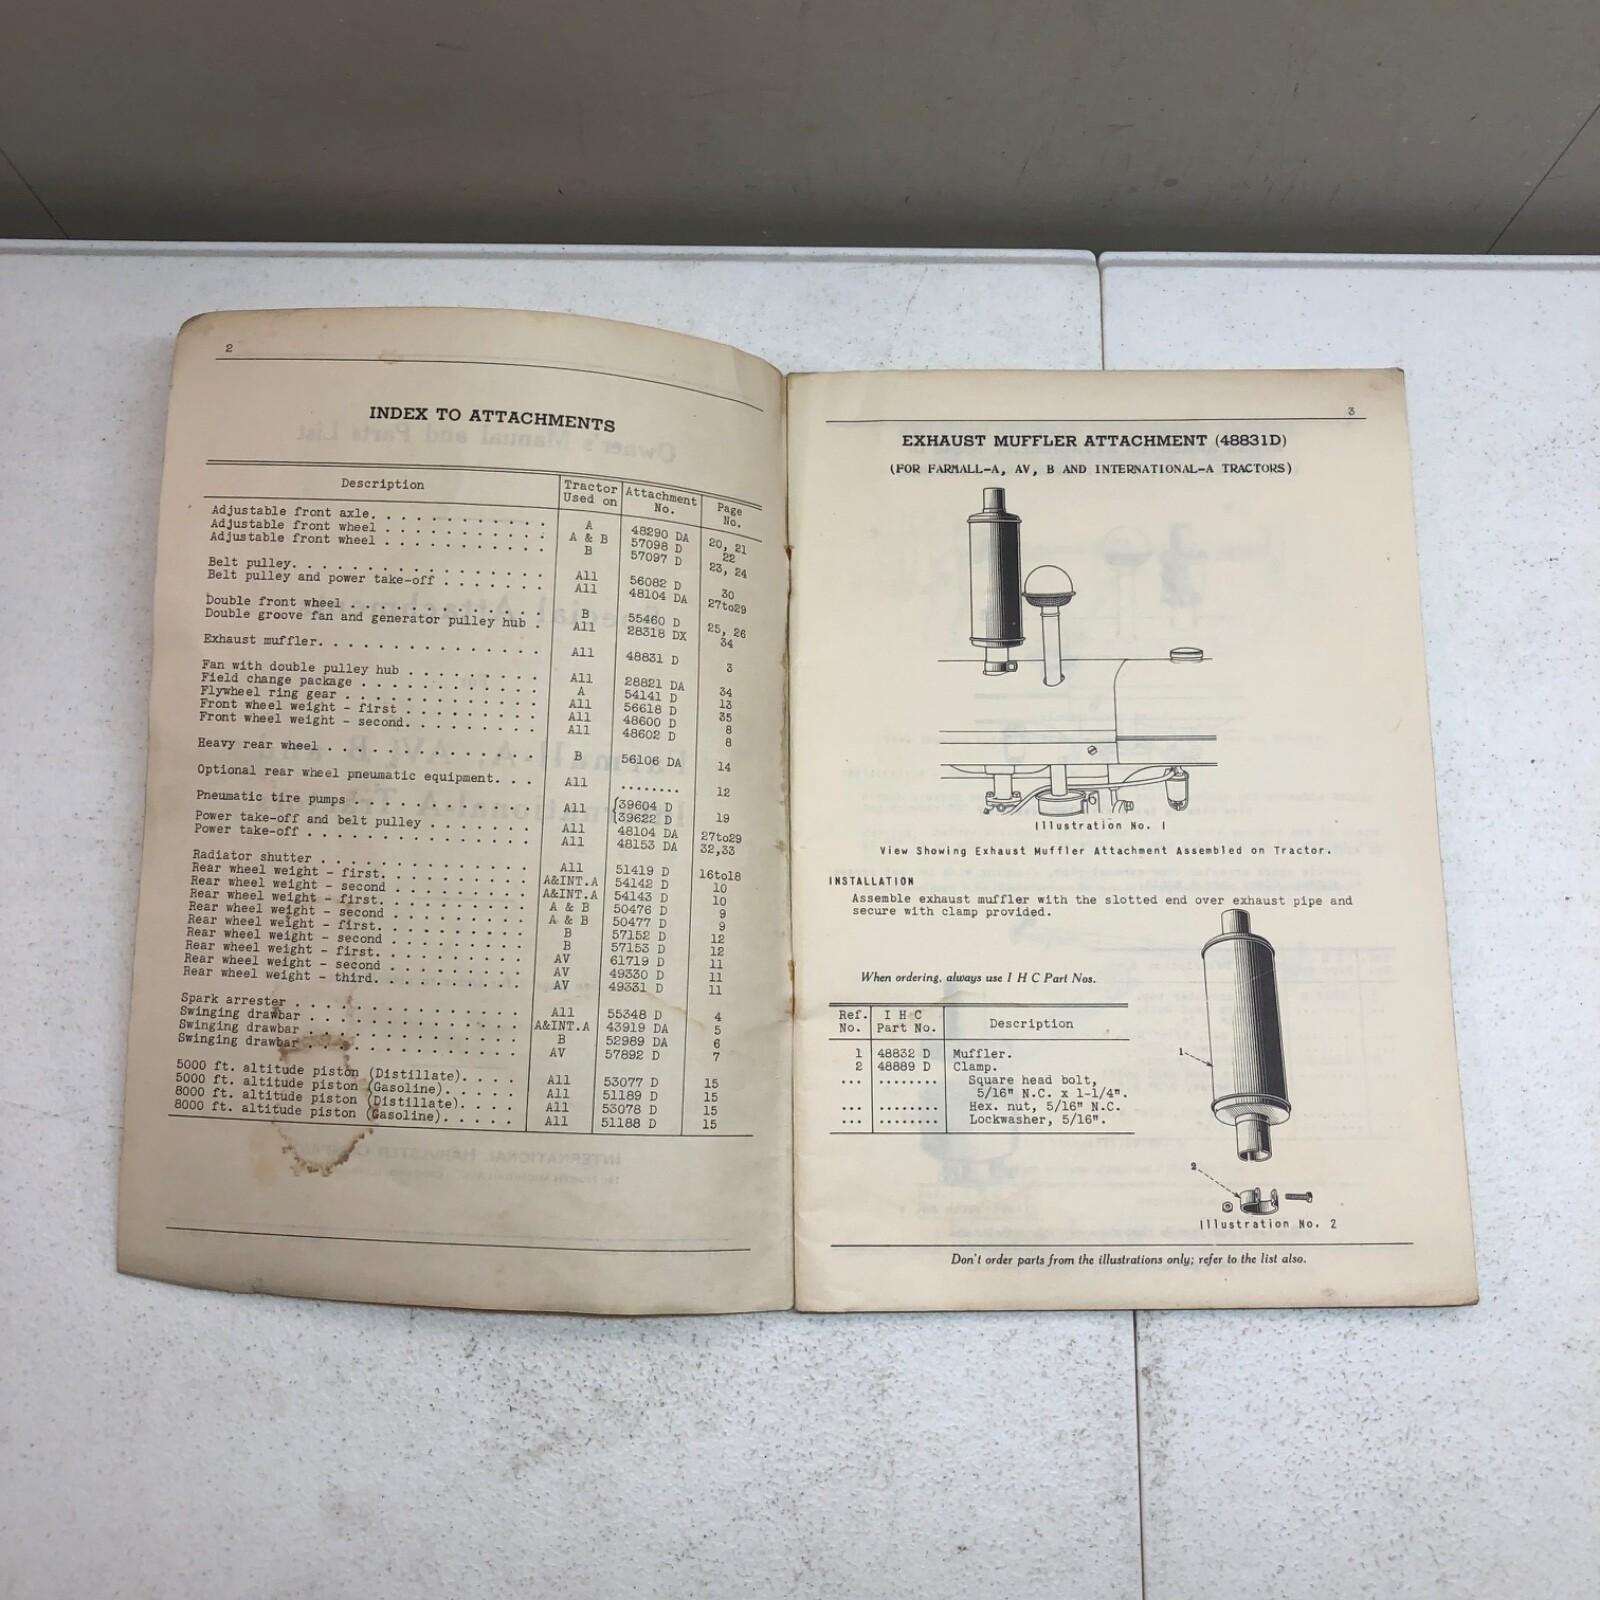 2
INDEX TO ATTACHMENTS
Description Tractor Used on Attachment No. Page No.
Adjustable front axle. . . . . . . . . . . . A 48290 DA 20, 21
Adjustable front wheel . . . . . . . . . . . A & B 57098 D 22
Adjustable front wheel . . . . . . . . . . . B 57097 D 23, 24
Belt pulley. . . . . . . . . . . . . . . . . All 56082 D 30
Belt pulley and power take-off . . . . . . . All 48104 DA 27to29
Double front wheel . . . . . . . . . . . . . B 55460 D 25, 26
Double groove fan and generator pulley hub . All 28318 DX 34
Exhaust muffler. . . . . . . . . . . . . . . All 48831 D 3
Fan with double pulley hub . . . . . . . . . All 28821 DA 34
Field change package . . . . . . . . . . . . A 54141 D 13
Flywheel ring gear . . . . . . . . . . . . . All 56618 D 35
Front wheel weight - first . . . . . . . . . All 48600 D 8
Front wheel weight - second. . . . . . . . . All 48602 D 8
Heavy rear wheel . . . . . . . . . . . . . . B 56106 DA 14
Optional rear wheel pneumatic equipment. . . All ........ 12
Pneumatic tire pumps . . . . . . . . . . . . All {39604 D
{39622 D 19
Power take-off and belt pulley . . . . . . . All 48104 DA 27to29
Power take-off . . . . . . . . . . . . . . . All 48153 DA 32,33
Radiator shutter . . . . . . . . . . . . . . All 51419 D 16to18
Rear wheel weight - first. . . . . . . . . . A&INT.A 54142 D 10
Rear wheel weight - second . . . . . . . . . A&INT.A 54143 D 10
Rear wheel weight - first. . . . . . . . . . A & B 50476 D 9
Rear wheel weight - second . . . . . . . . . A & B 50477 D 9
Rear wheel weight - first. . . . . . . . . . B 57152 D 12
Rear wheel weight - second . . . . . . . . . B 57153 D 12
Rear wheel weight - first. . . . . . . . . . AV 61719 D 11
Rear wheel weight - second . . . . . . . . . AV 49330 D 11
Rear wheel weight - third. . . . . . . . . . AV 49331 D 11
Spark arrester . . . . . . . . . . . . . . . All 55348 D 4
Swinging drawbar . . . . . . . . . . . . . . A&INT.A 43919 DA 5
Swinging drawbar . . . . . . . . . . . . . . B 52989 DA 6
Swinging drawbar . . . . . . . . . . . . . . AV 57892 D 7
5000 ft. altitude piston (Distillate). . . . All 53077 D 15
5000 ft. altitude piston (Gasoline). . . . . All 51189 D 15
8000 ft. altitude piston (Distillate). . . . All 53078 D 15
8000 ft. altitude piston (Gasoline). . . . . All 51188 D 15
3
EXHAUST MUFFLER ATTACHMENT (48831D)
(FOR FARMALL-A, AV, B AND INTERNATIONAL-A TRACTORS)
Illustration No. 1
View Showing Exhaust Muffler Attachment Assembled on Tractor.
INSTALLATION
Assemble exhaust muffler with the slotted end over exhaust pipe and
secure with clamp provided.
When ordering, always use I H C Part Nos.
Ref. No. I H C Part No. Description
1 48832 D Muffler.
2 48889 D Clamp.
... ........ Square head bolt,
5/16" N.C. x 1-1/4".
... ........ Hex. nut, 5/16" N.C.
... ........ Lockwasher, 5/16".
1
2
Illustration No. 2
Don't order parts from the illustrations only; refer to the list also.